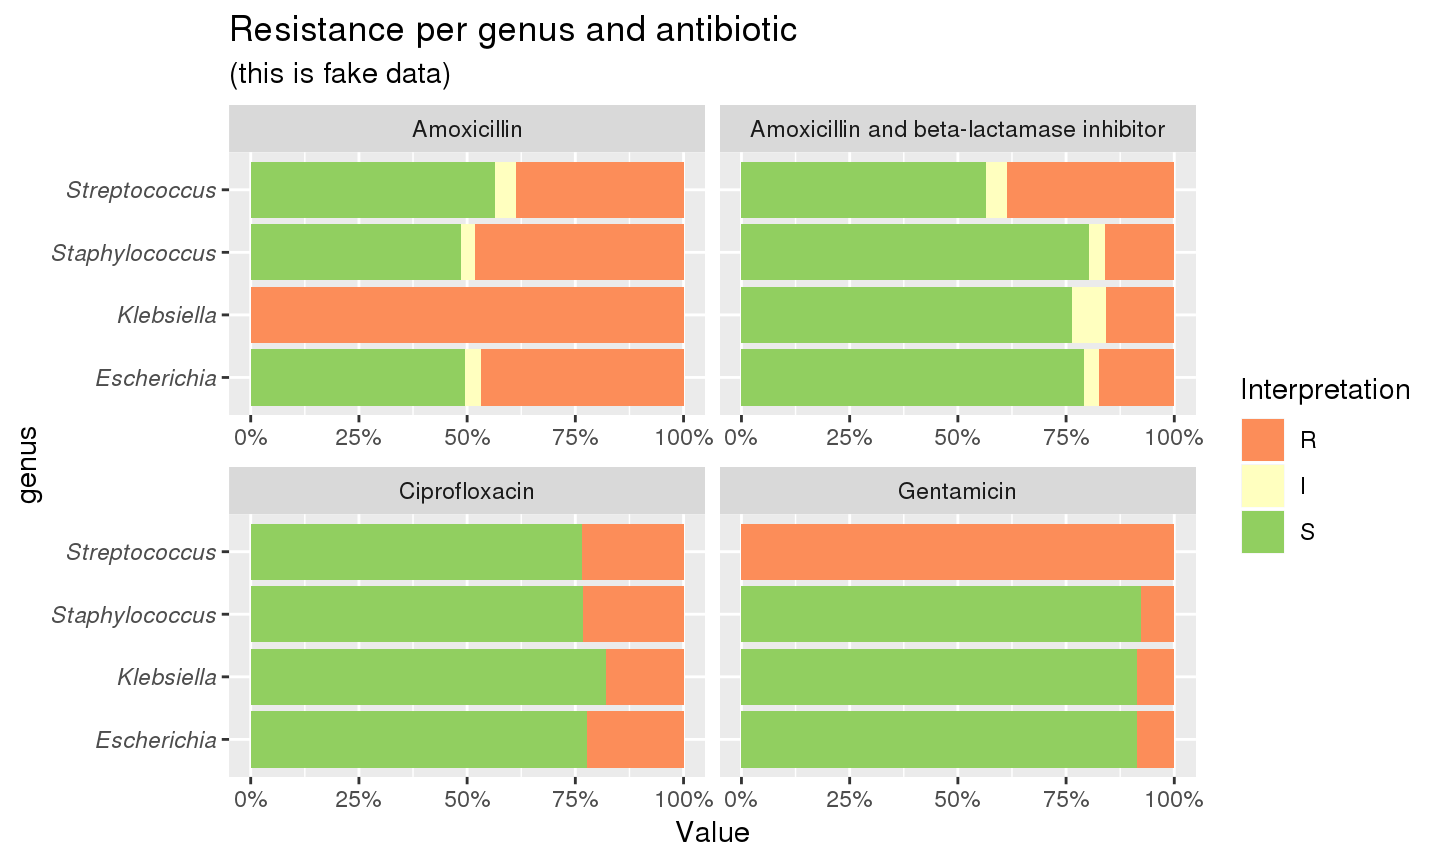 Resistance per genus and antibiotic
(this is fake data)
Amoxicillin
Amoxicillin and beta-lactamase inhibitor
Streptococcus
Staphylococcus
Klebsiella
Escherichia
0% 25% 50% 75% 100%
0% 25% 50% 75% 100%
Ciprofloxacin
Gentamicin
Streptococcus
Staphylococcus
Klebsiella
Escherichia
0% 25% 50% 75% 100%
0% 25% 50% 75% 100%
genus
Value
Interpretation
R
I
S